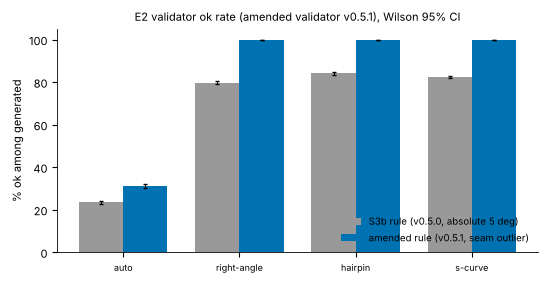 E2 validator ok rate (amended validator v0.5.1), Wilson 95% CI
% ok among generated
100
80
60
40
20
0
S3b rule (v0.5.0, absolute 5 deg)
amended rule (v0.5.1, seam outlier)
auto
right-angle
hairpin
s-curve